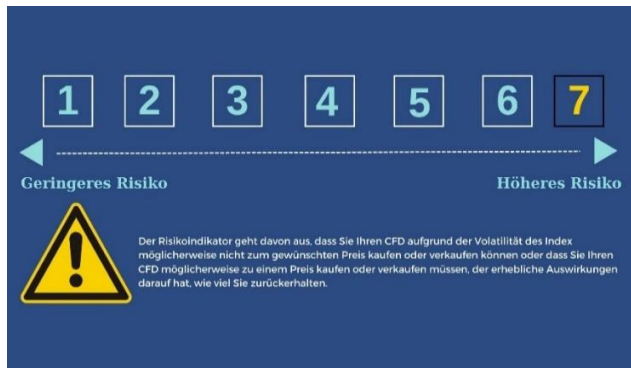 1 2 3 4 5 6 7
Geringeres Risiko Höheres Risiko
Der Risikoindikator geht davon aus, dass Sie Ihren CFD aufgrund der Volatilität des Index
möglicherweise nicht zum gewünschten Preis kaufen oder verkaufen können oder dass Sie Ihren
CFD möglicherweise zu einem Preis kaufen oder verkaufen müssen, der erhebliche Auswirkungen
darauf hat, wie viel Sie zurückerhalten.